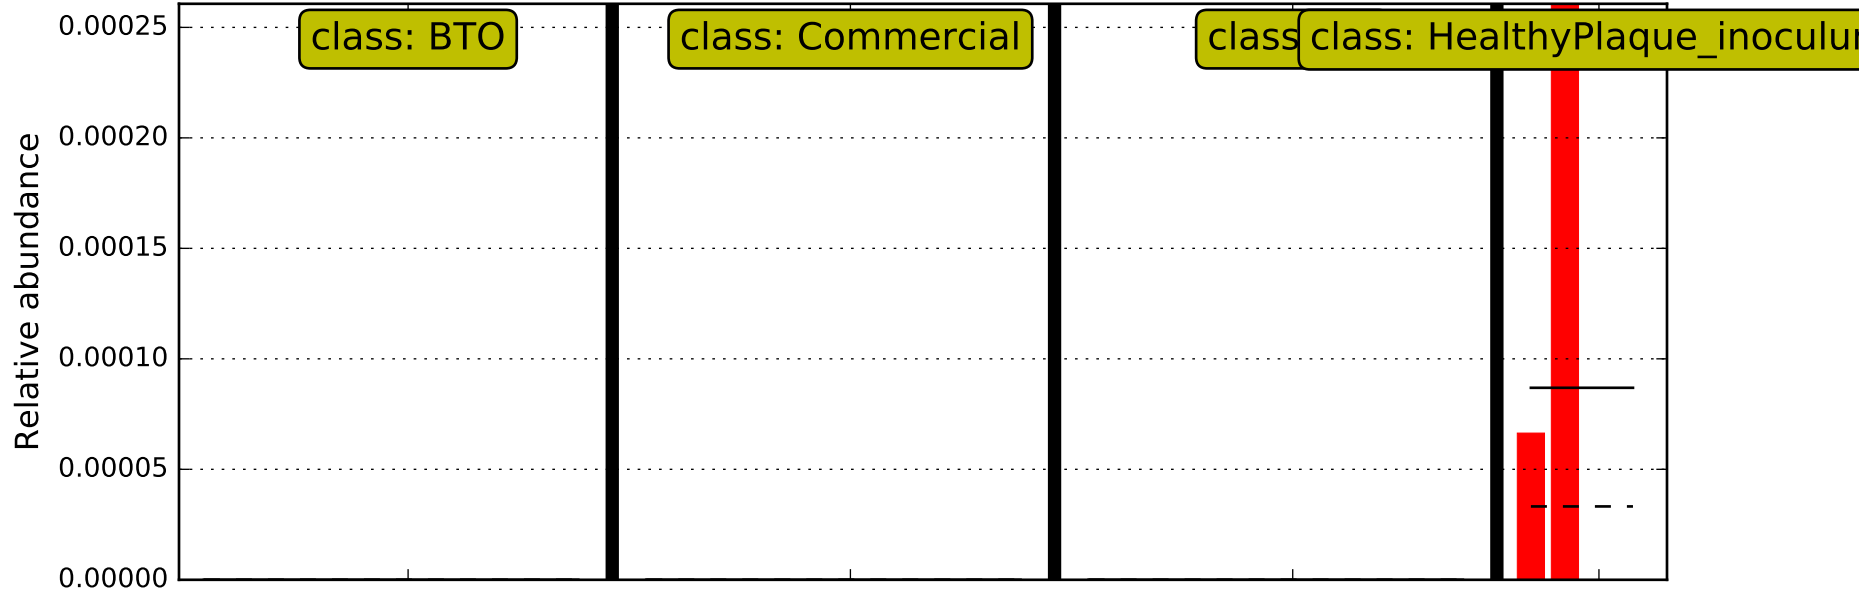 Relative abundance
0.00025
0.00020
0.00015
0.00010
0.00005
0.00000
class: BTO
class: Commercial
class
class: